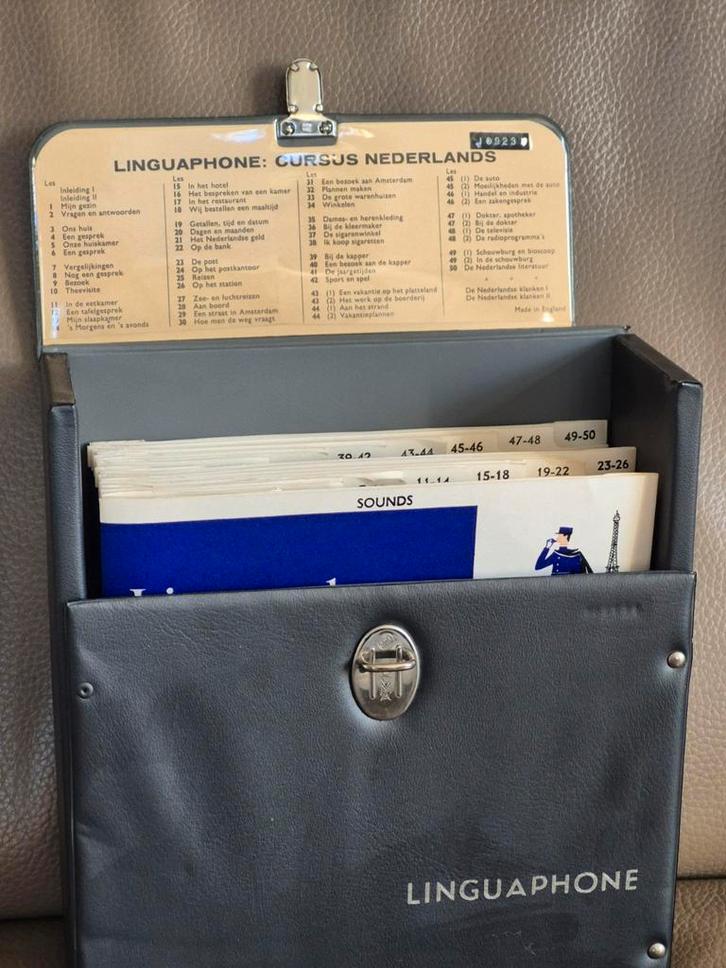 J0923
LINGUAPHONE: CURSUS NEDERLANDS
Les
Inleiding I
Inleiding II
1 Mijn gezin
2 Vragen en antwoorden
3 Ons huis
4 Een gesprek
5 Onze huiskamer
6 Een gesprek
7 Vergelijkingen
8 Nog een gesprek
9 Bezoek
10 Theevisite
11 In de eetkamer
12 Een tafelgesprek
Mijn slaapkamer
's Morgens en 's avonds
Les
15 In het hotel
16 Het bespreken van een kamer
17 In het restaurant
18 Wij bestellen een maaltijd
19 Getallen, tijd en datum
20 Dagen en maanden
21 Het Nederlandse geld
22 Op de bank
23 De post
24 Op het postkantoor
25 Reizen
26 Op het station
27 Zee- en luchtreizen
28 Aan boord
29 Een straat in Amsterdam
30 Hoe men de weg vraagt
Les
31 Een bezoek aan Amsterdam
32 Plannen maken
33 De grote warenhuizen
34 Winkelen
35 Dames- en herenkleding
36 Bij de kleermaker
37 De sigarenwinkel
38 Ik koop sigaretten
39 Bij de kapper
40 Een bezoek aan de kapper
41 De jaargetijden
42 Sport en spel
43 (1) Een vakantie op het platteland
43 (2) Het werk op de boerderij
44 (1) Aan het strand
44 (2) Vakantieplannen
Les
45 (1) De auto
45 (2) Moeilijkheden met de auto
46 (1) Handel en industrie
46 (2) Een zakengesprek
47 (1) Dokter, apotheker
47 (2) Bij de dokter
48 (1) De televisie
48 (2) De radioprogramma's
49 (1) Schouwburg en bioscoop
49 (2) In de schouwburg
50 De Nederlandse literatuur
De Nederlandse klanken I
De Nederlandse klanken II
Made in England
39-42 43-44 45-46 47-48 49-50
11-14 15-18 19-22 23-26
SOUNDS
LINGUAPHONE